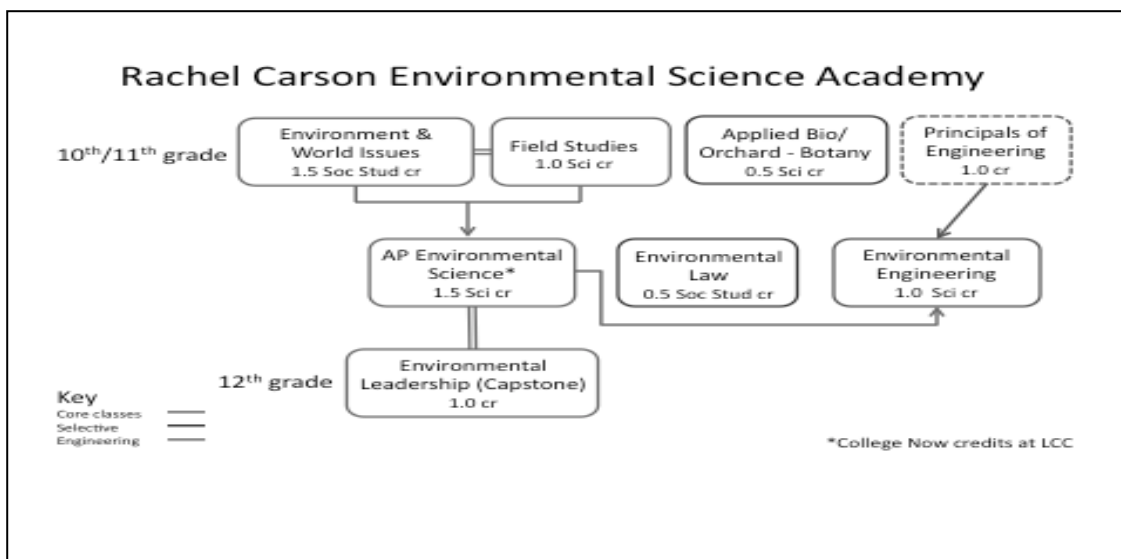 Rachel Carson Environmental Science Academy
10th/11th grade
Environment &
World Issues
1.5 Soc Stud cr
Field Studies
1.0 Sci cr
Applied Bio/
Orchard - Botany
0.5 Sci cr
Principals of
Engineering
1.0 cr
AP Environmental
Science*
1.5 Sci cr
Environmental
Law
0.5 Soc Stud cr
Environmental
Engineering
1.0 Sci cr
12th grade
Environmental
Leadership (Capstone)
1.0 cr
Key
Core classes
Selective
Engineering
*College Now credits at LCC